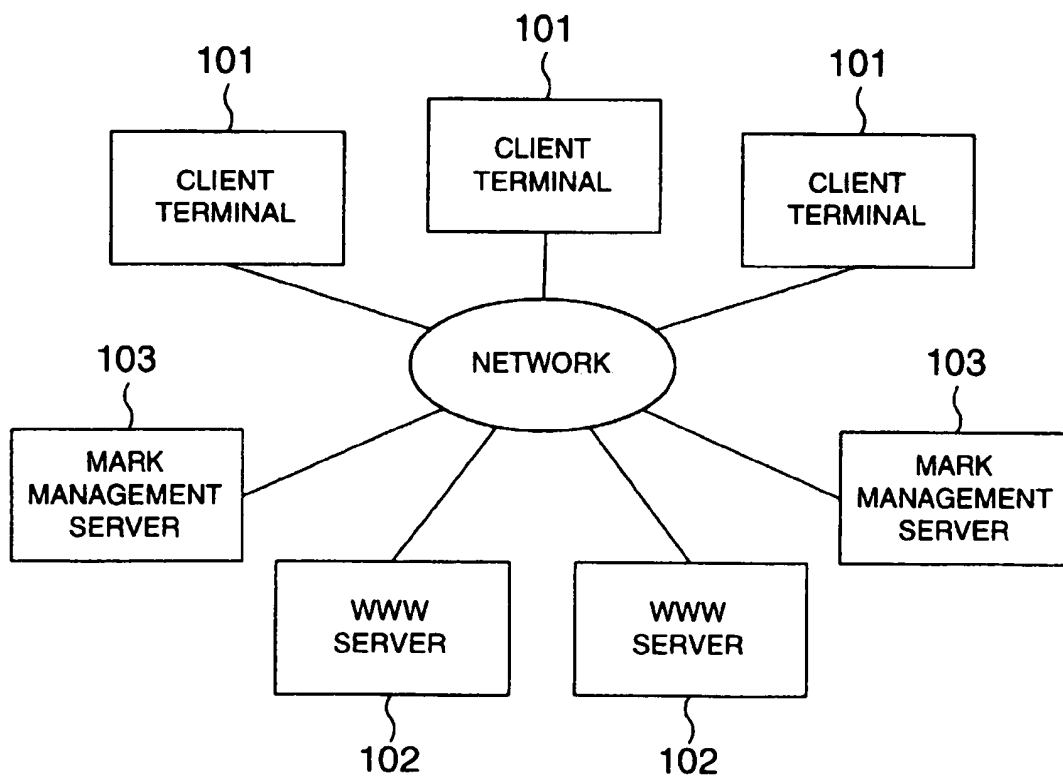 101
101
101
CLIENT
TERMINAL
CLIENT
TERMINAL
CLIENT
TERMINAL
NETWORK
103
103
MARK
MANAGEMENT
SERVER
MARK
MANAGEMENT
SERVER
WWW
SERVER
WWW
SERVER
102
102